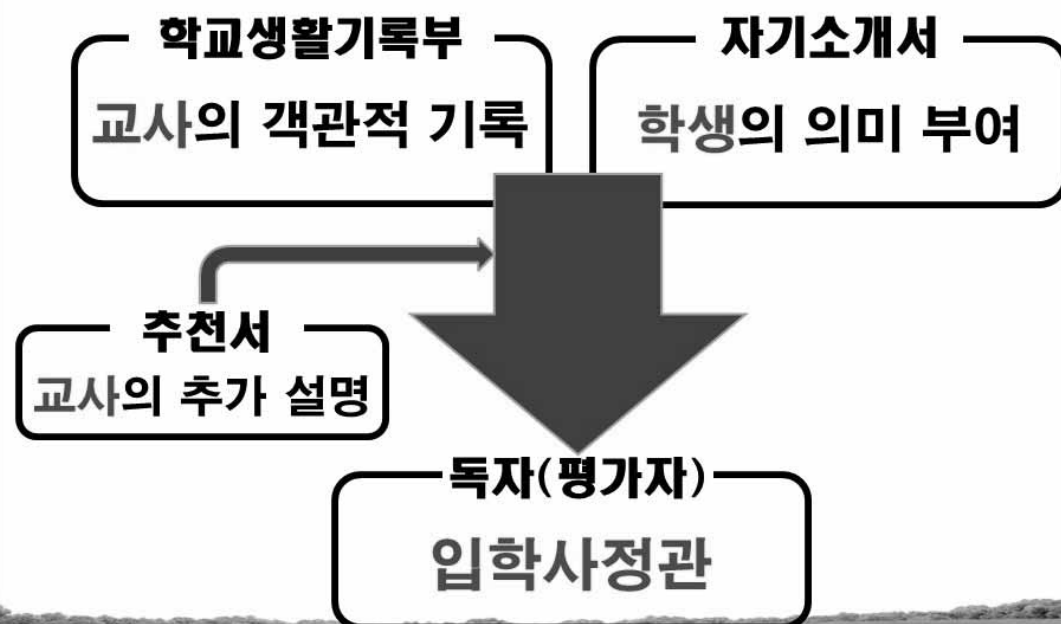 학교생활기록부
교사의 객관적 기록
자기소개서
학생의 의미 부여
추천서
교사의 추가 설명
독자(평가자)
입학사정관